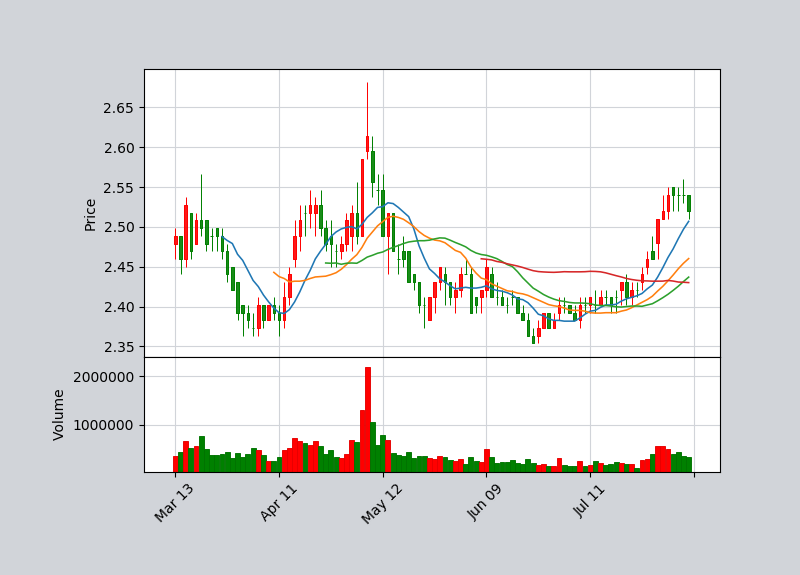 2.65
2.60
2.55
2.50
2.45
2.40
2.35
Price
2000000
1000000
Volume
Mar 13
Apr 11
May 12
Jun 09
Jul 11